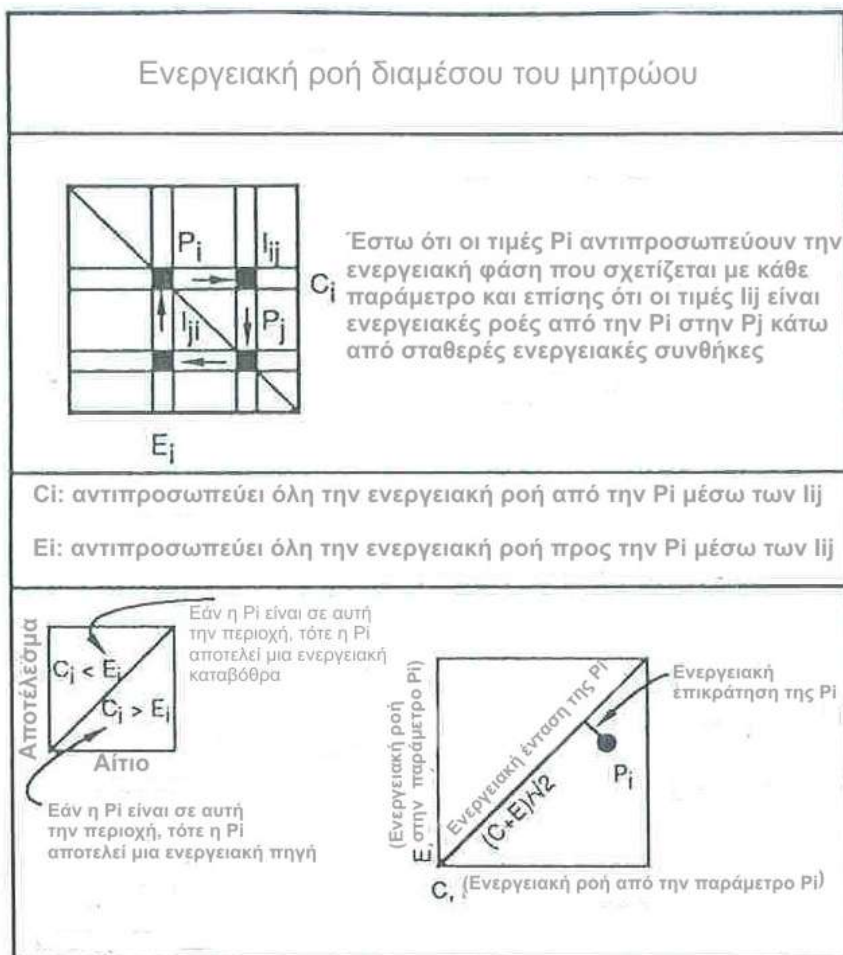 Ενεργειακή ροή διαμέσου του μητρώου
Pi
Iij
Ci
Iji
Pj
Ei
Έστω ότι οι τιμές Pi αντιπροσωπεύουν την
ενεργειακή φάση που σχετίζεται με κάθε
παράμετρο και επίσης ότι οι τιμές Iij είναι
ενεργειακές ροές από την Pi στην Pj κάτω
από σταθερές ενεργειακές συνθήκες
Ci: αντιπροσωπεύει όλη την ενεργειακή ροή από την Pi μέσω των Iij
Ei: αντιπροσωπεύει όλη την ενεργειακή ροή προς την Pi μέσω των Iij
Αποτέλεσμα
Ci < Ei
Ci > Ei
Αίτιο
Εάν η Pi είναι σε αυτή
την περιοχή, τότε η Pi
αποτελεί μια ενεργειακή
καταβόθρα
Εάν η Pi είναι σε αυτή
την περιοχή, τότε η Pi
αποτελεί μια ενεργειακή πηγή
E, (Ενεργειακή ροή
στην παράμετρο Pi)
Ενεργειακή ένταση της Pi
(C+E)/√2
Ενεργειακή
επικράτηση της Pi
Pi
C, (Ενεργειακή ροή από την παράμετρο Pi)